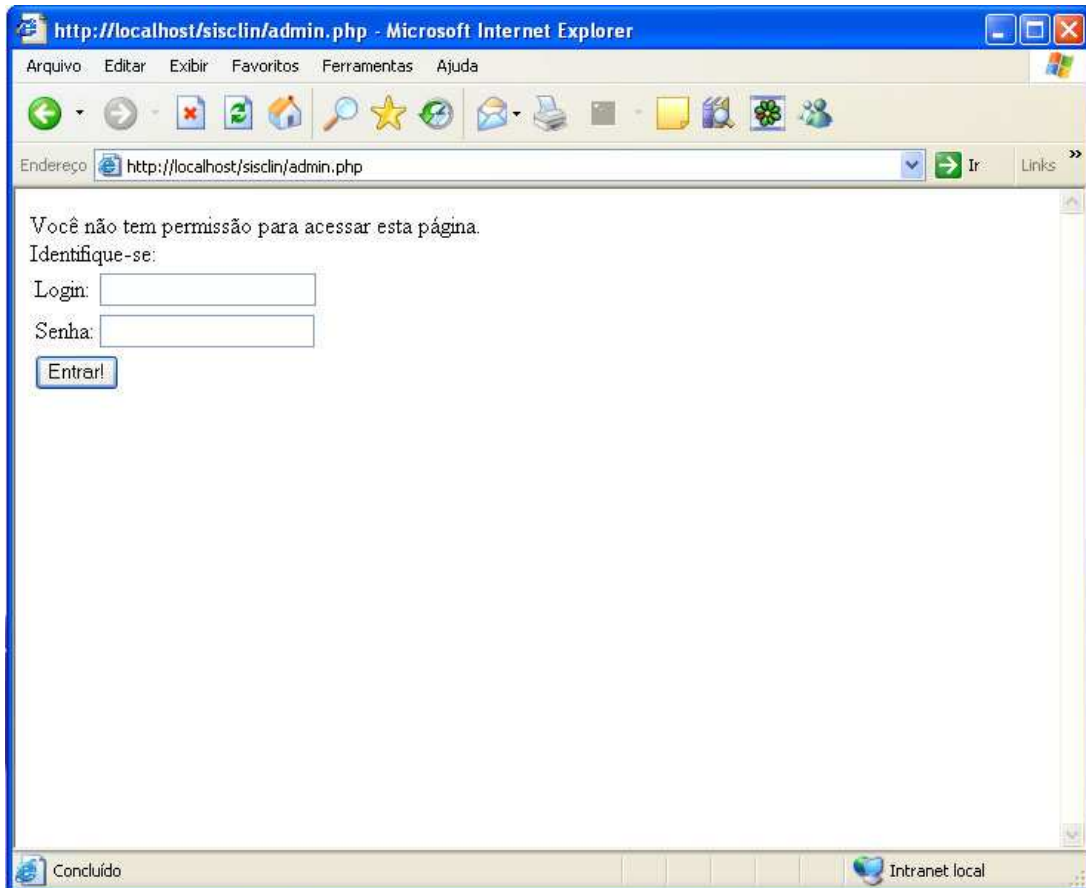 http://localhost/sisclin/admin.php - Microsoft Internet Explorer
Arquivo Editar Exibir Favoritos Ferramentas Ajuda
Endereço http://localhost/sisclin/admin.php Ir Links »
Você não tem permissão para acessar esta página.
Identifique-se:
Login:
Senha:
Entrar!
Concluído Intranet local